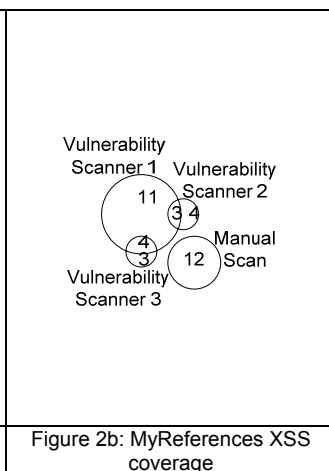 Vulnerability
Scanner 1
11
Vulnerability
Scanner 2
3 4
Manual
Scan
4
3
12
Vulnerability
Scanner 3
Figure 2b: MyReferences XSS
coverage